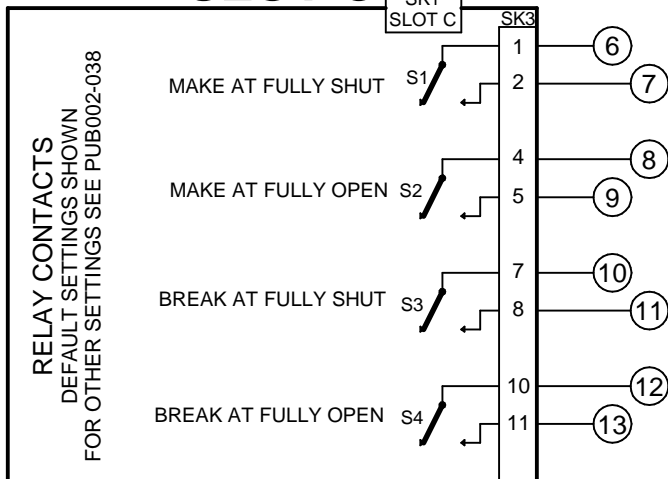 SLOT C
SK3
RELAY CONTACTS
DEFAULT SETTINGS SHOWN
FOR OTHER SETTINGS SEE PUB002-038
MAKE AT FULLY SHUT S1 1 6
2 7
MAKE AT FULLY OPEN S2 4 8
5 9
BREAK AT FULLY SHUT S3 7 10
8 11
BREAK AT FULLY OPEN S4 10 12
11 13